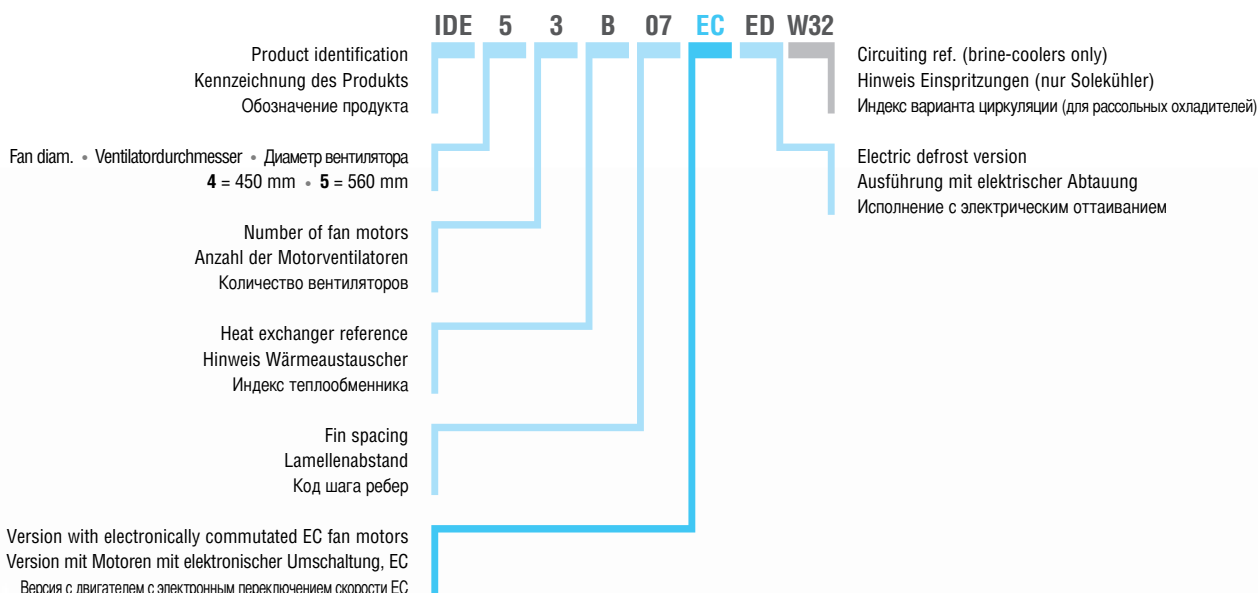 IDE 5 3 B 07 EC ED W32
Product identification
Kennzeichnung des Produkts
Обозначение продукта
Fan diam. • Ventilatordurchmesser • Диаметр вентилятора
4 = 450 mm • 5 = 560 mm
Number of fan motors
Anzahl der Motorventilatoren
Количество вентиляторов
Heat exchanger reference
Hinweis Wärmeaustauscher
Индекс теплообменника
Fin spacing
Lamellenabstand
Код шага ребер
Version with electronically commutated EC fan motors
Version mit Motoren mit elektronischer Umschaltung, EC
Версия с двигателем с электронным переключением скорости EC
Circuiting ref. (brine-coolers only)
Hinweis Einspritzungen (nur Solekühler)
Индекс варианта циркуляции (для рассольных охладителей)
Electric defrost version
Ausführung mit elektrischer Abtauung
Исполнение с электрическим оттаиванием